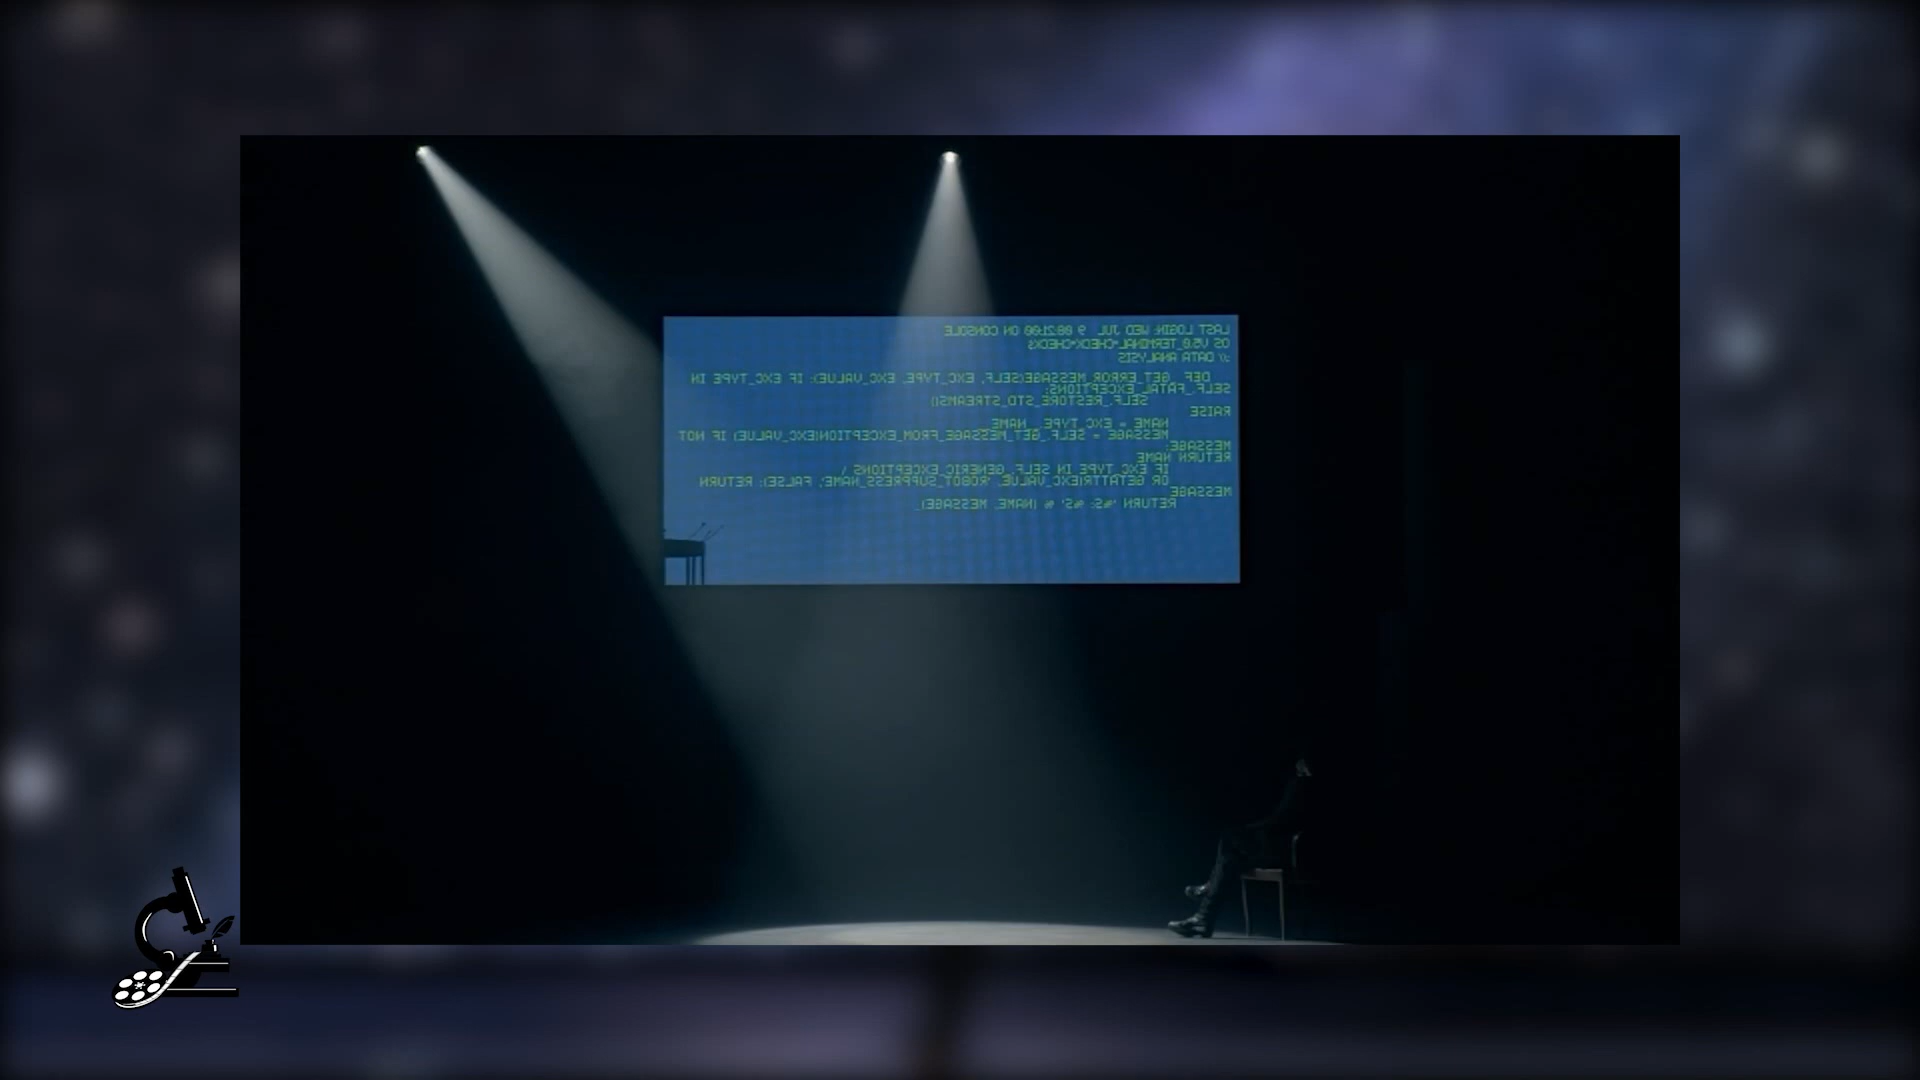 LAST LOGIN: WED JUL 9 08:21:00 ON CONSOLE
OS V5.0_TERMINAL*CHECK*CHECK$
:// DATA ANALYSIS
DEF _GET_ERROR_MESSAGE(SELF, EXC_TYPE, EXC_VALUE): IF EXC_TYPE IN
SELF._FATAL_EXCEPTIONS:
SELF._RESTORE_STD_STREAMS()
RAISE
NAME = EXC_TYPE.__NAME__
MESSAGE = SELF._GET_MESSAGE_FROM_EXCEPTION(EXC_VALUE) IF NOT
MESSAGE:
RETURN NAME
IF EXC_TYPE IN SELF._GENERIC_EXCEPTIONS \
OR GETATTR(EXC_VALUE, 'ROBOT_SUPPRESS_NAME', FALSE): RETURN
MESSAGE
RETURN '%S: %S' % (NAME, MESSAGE)_